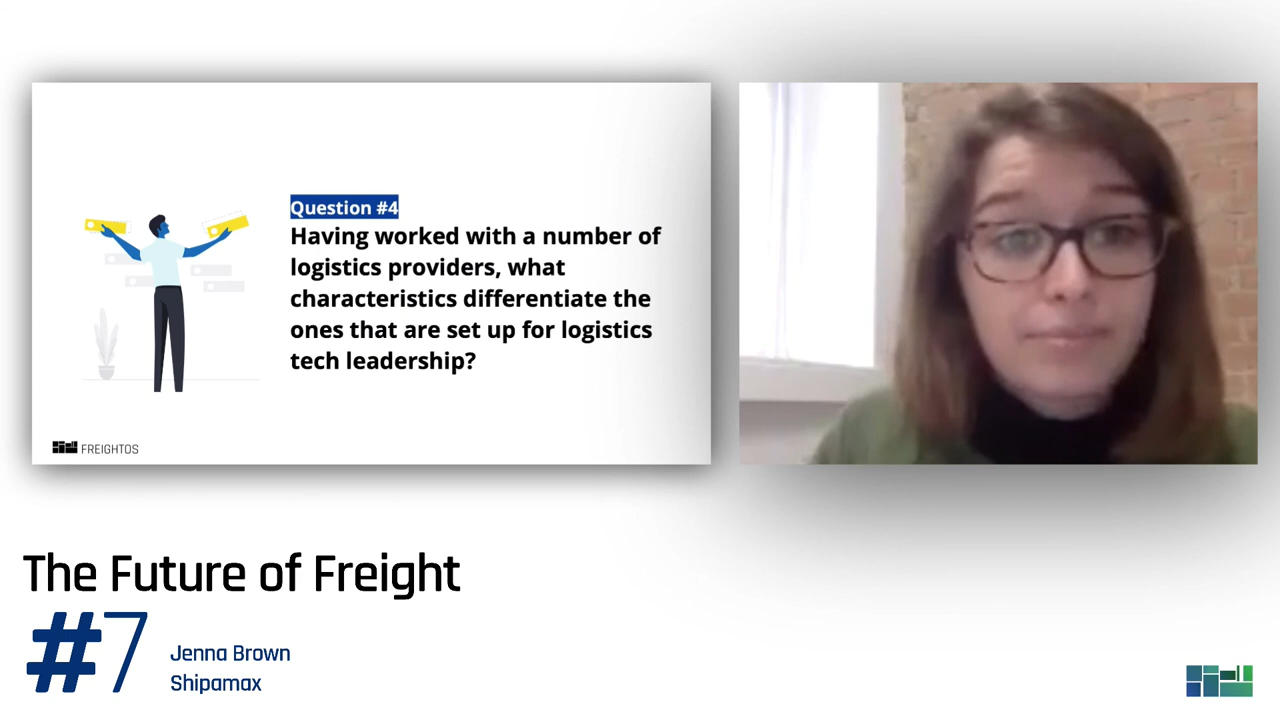 Question #4
Having worked with a number of
logistics providers, what
characteristics differentiate the
ones that are set up for logistics
tech leadership?
FREIGHTOS
The Future of Freight
#7
Jenna Brown
Shipamax